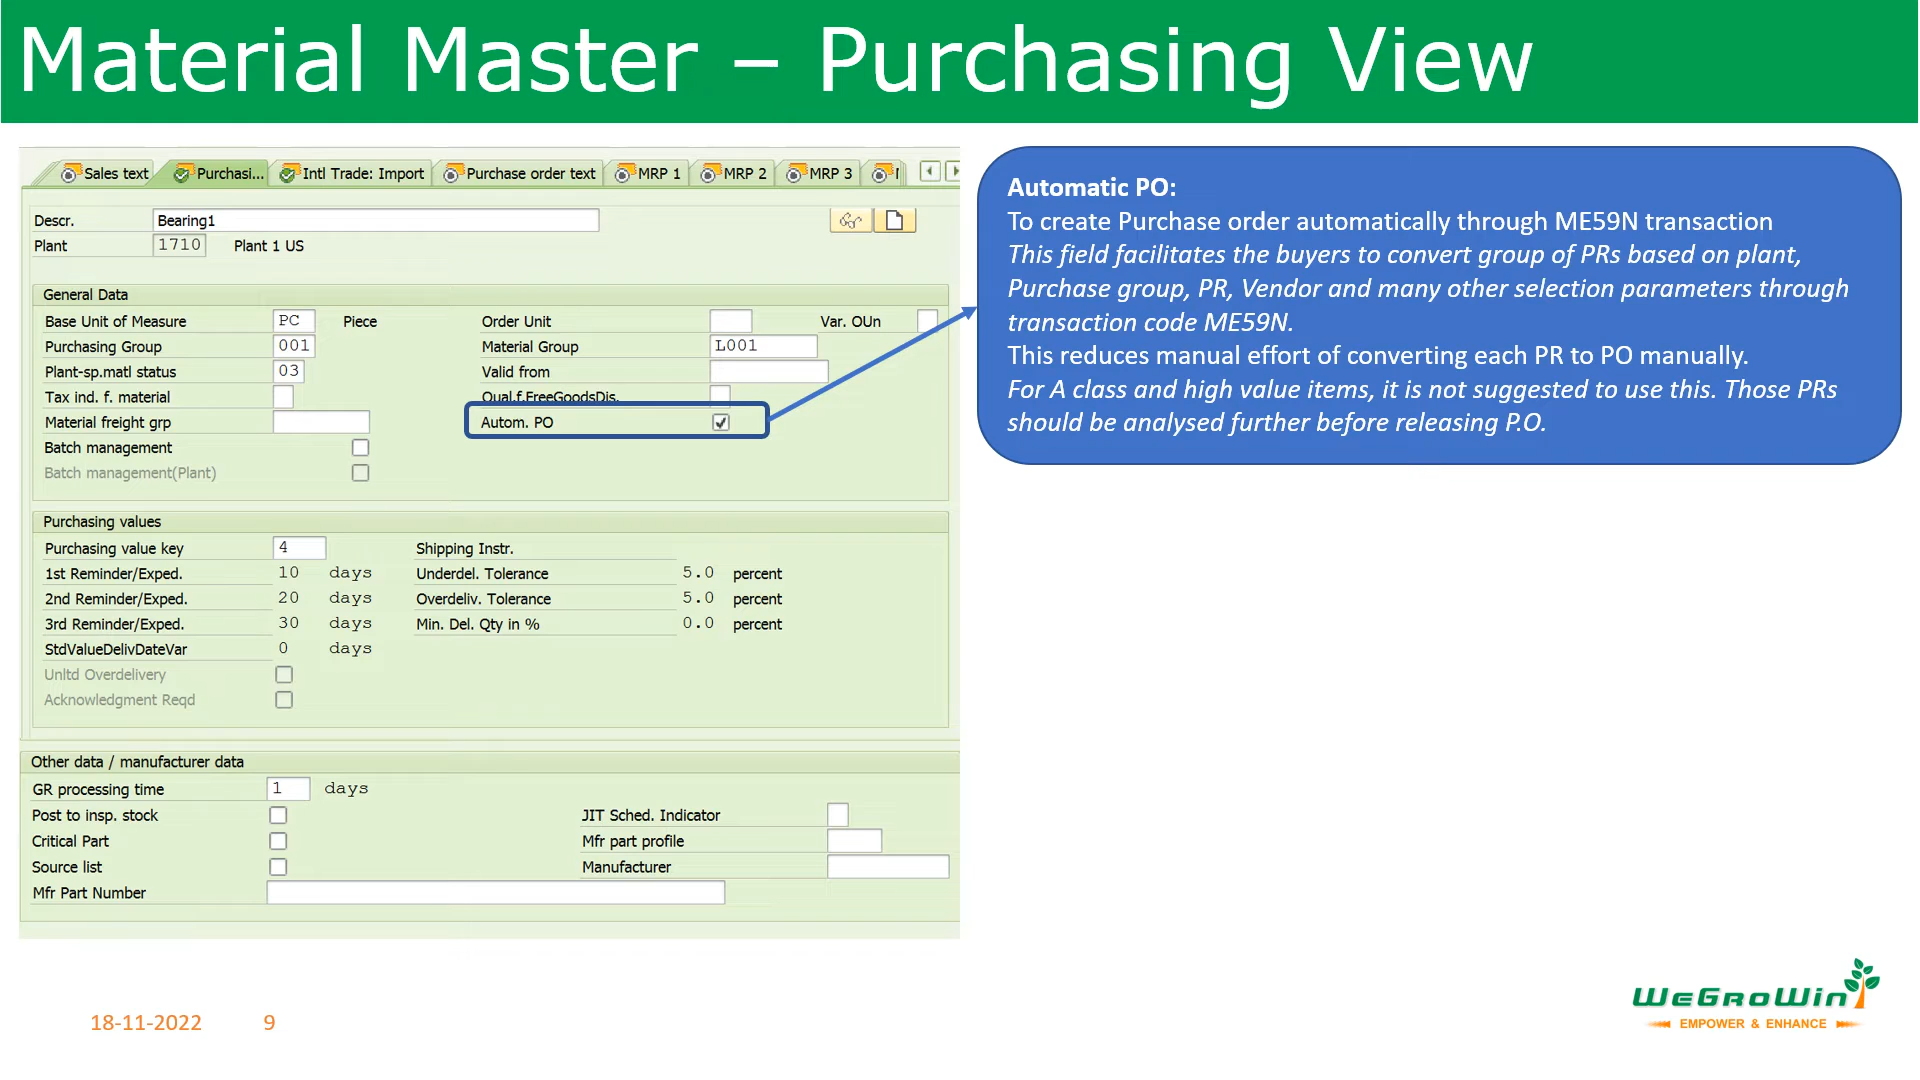 Material Master – Purchasing View
Sales text Purchasi... Intl Trade: Import Purchase order text MRP 1 MRP 2 MRP 3
Descr. Bearing1
Plant 1710 Plant 1 US
General Data
Base Unit of Measure PC Piece Order Unit Var. OUn
Purchasing Group 001 Material Group L001
Plant-sp.matl status 03 Valid from
Tax ind. f. material Qual.f.FreeGoodsDis.
Material freight grp Autom. PO
Batch management
Batch management(Plant)
Purchasing values
Purchasing value key 4 Shipping Instr.
1st Reminder/Exped. 10 days Underdel. Tolerance 5.0 percent
2nd Reminder/Exped. 20 days Overdeliv. Tolerance 5.0 percent
3rd Reminder/Exped. 30 days Min. Del. Qty in % 0.0 percent
StdValueDelivDateVar 0 days
Unltd Overdelivery
Acknowledgment Reqd
Other data / manufacturer data
GR processing time 1 days
Post to insp. stock JIT Sched. Indicator
Critical Part Mfr part profile
Source list Manufacturer
Mfr Part Number
Automatic PO:
To create Purchase order automatically through ME59N transaction
This field facilitates the buyers to convert group of PRs based on plant,
Purchase group, PR, Vendor and many other selection parameters through
transaction code ME59N.
This reduces manual effort of converting each PR to PO manually.
For A class and high value items, it is not suggested to use this. Those PRs
should be analysed further before releasing P.O.
18-11-2022 9
WeGroWin
EMPOWER & ENHANCE